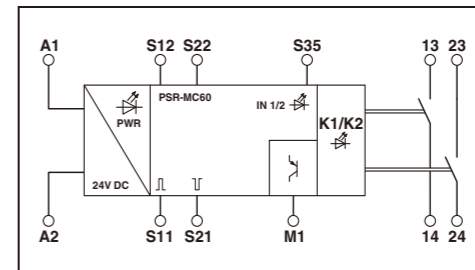 A1 S12 S22 S35 13 23
PSR-MC60
IN 1/2
PWR
K1/K2
24V DC
A2 S11 S21 M1 14 24